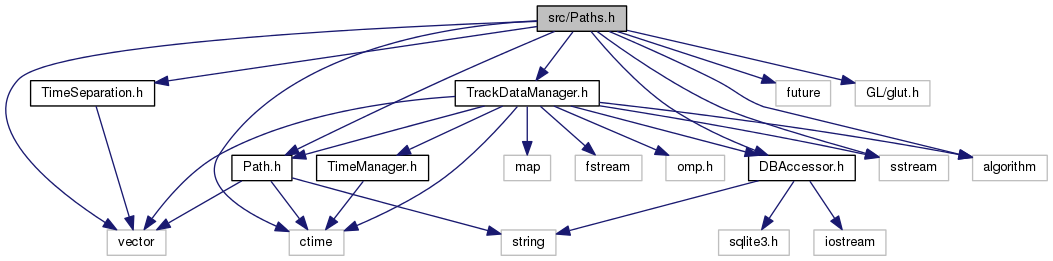 src/Paths.h
TimeSeparation.h
TrackDataManager.h
future
GL/glut.h
Path.h
TimeManager.h
map
fstream
omp.h
DBAccessor.h
sstream
algorithm
vector
ctime
string
sqlite3.h
iostream